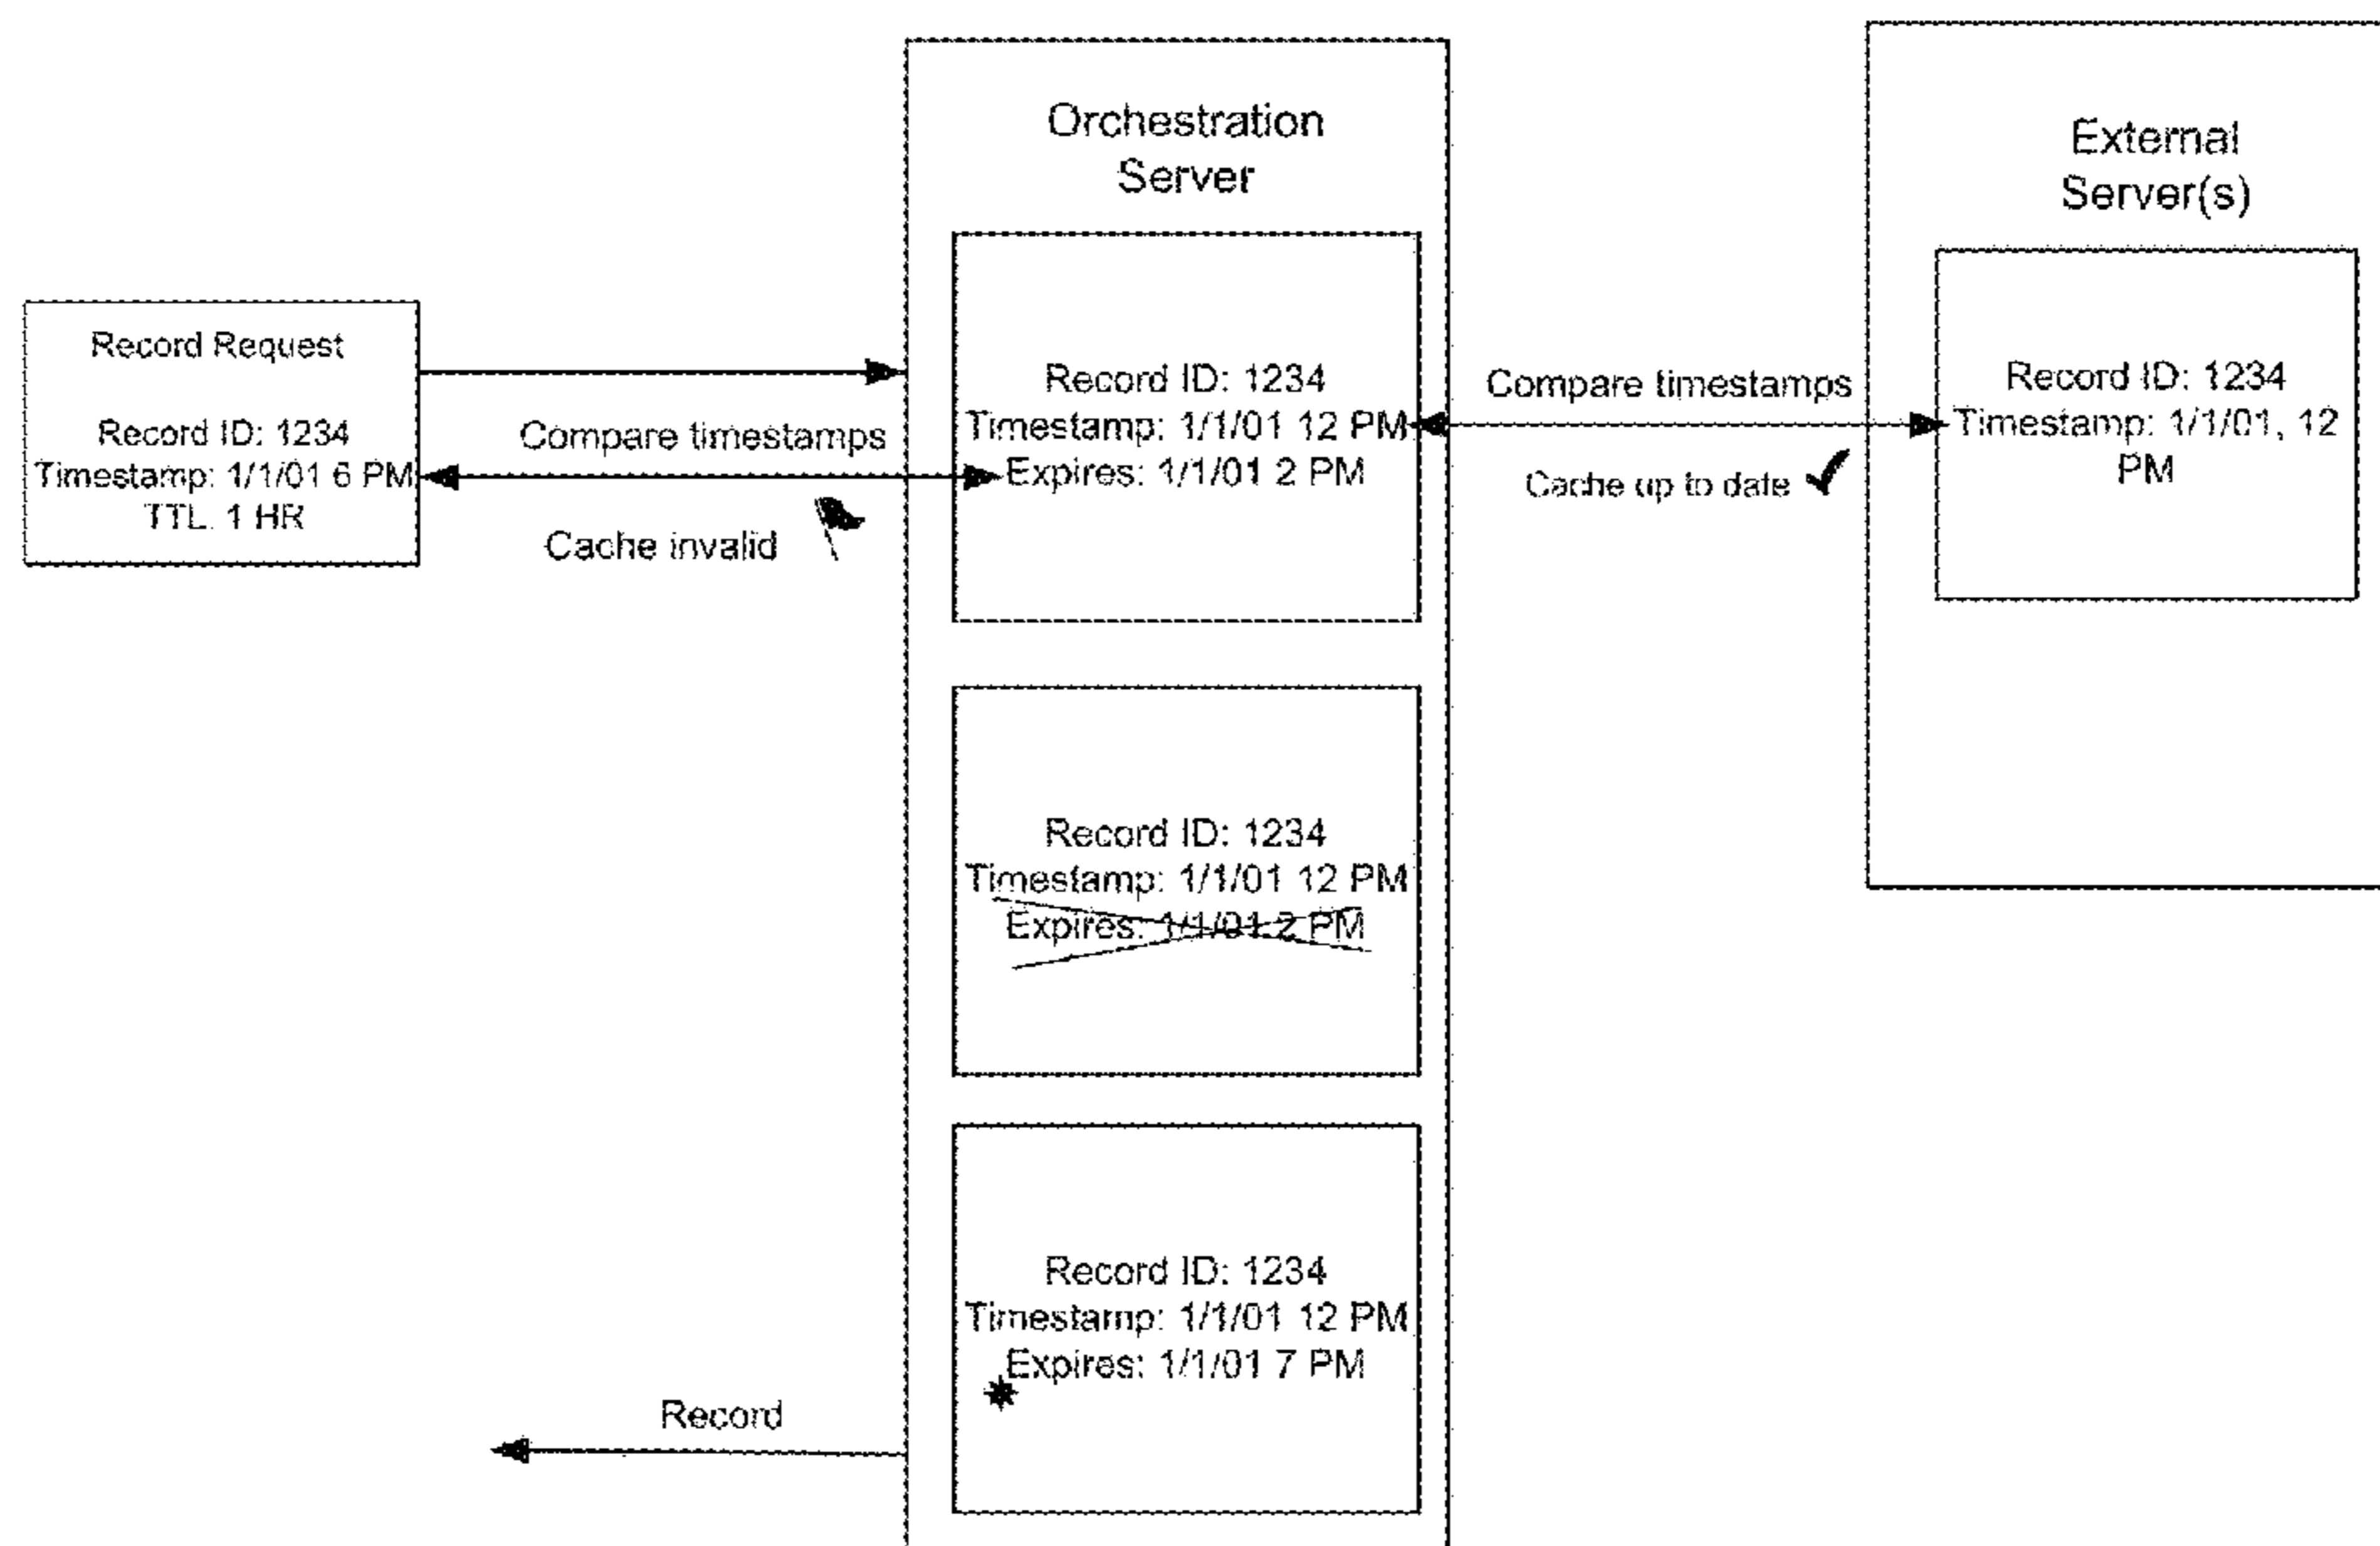 Record Request
Record ID: 1234
Timestamp: 1/1/01 6 PM
TTL: 1 HR
Compare timestamps
Cache invalid
Orchestration
Server
Record ID: 1234
Timestamp: 1/1/01 12 PM
Expires: 1/1/01 2 PM
Compare timestamps
Cache up to date ✓
External
Server(s)
Record ID: 1234
Timestamp: 1/1/01, 12
PM
Record ID: 1234
Timestamp: 1/1/01 12 PM
Expires: 1/1/01 2 PM
Record ID: 1234
Timestamp: 1/1/01 12 PM
Expires: 1/1/01 7 PM
*
Record